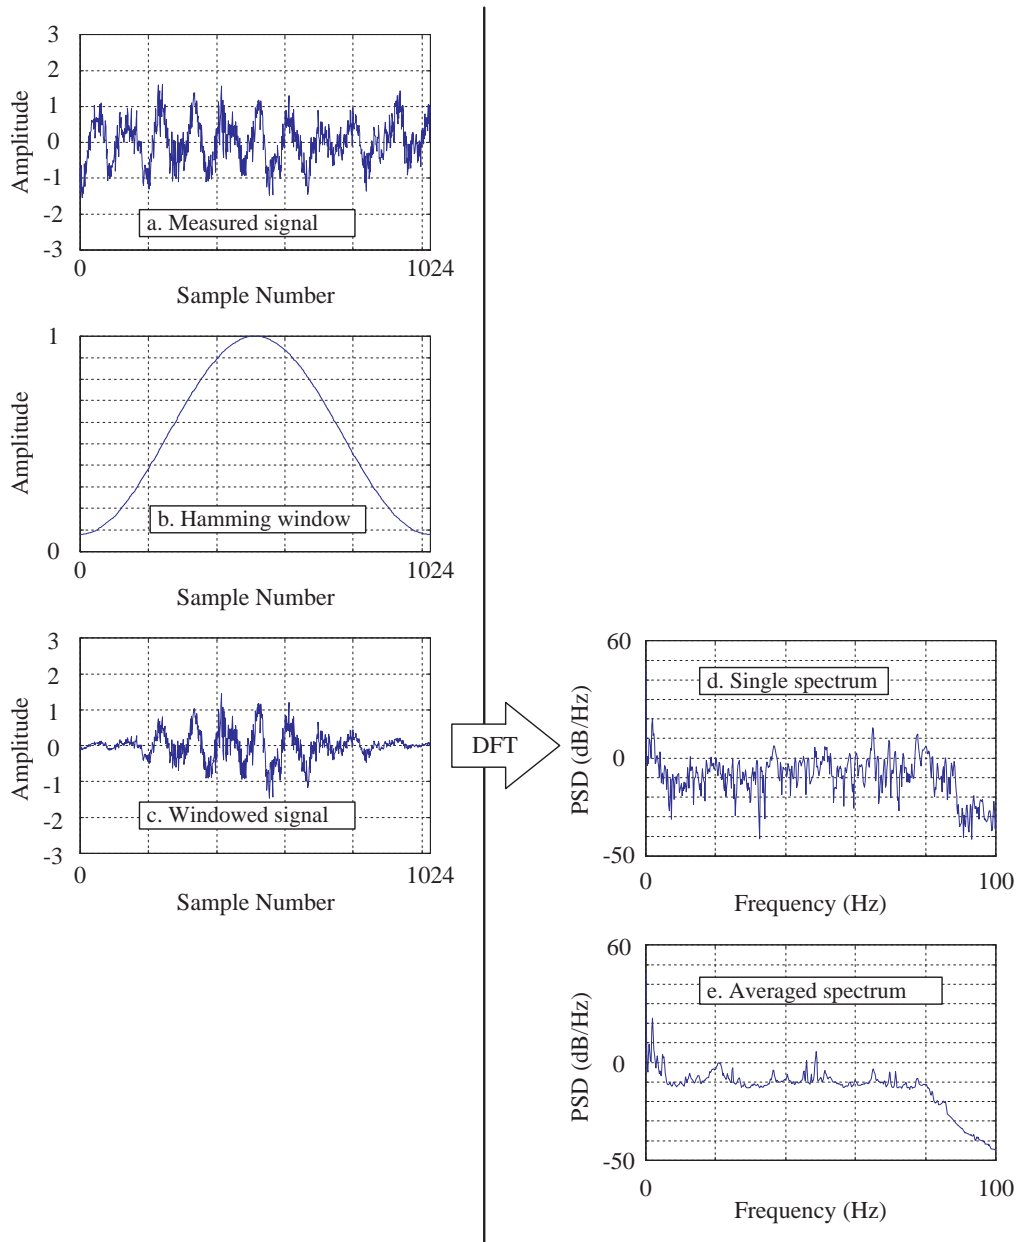 3
2
1
0
-1
-2
-3
Amplitude
a. Measured signal
0 1024
Sample Number
1
0
Amplitude
b. Hamming window
0 1024
Sample Number
3
2
1
0
-1
-2
-3
Amplitude
c. Windowed signal
0 1024
Sample Number
DFT
60
0
-50
PSD (dB/Hz)
d. Single spectrum
0 100
Frequency (Hz)
60
0
-50
PSD (dB/Hz)
e. Averaged spectrum
0 100
Frequency (Hz)